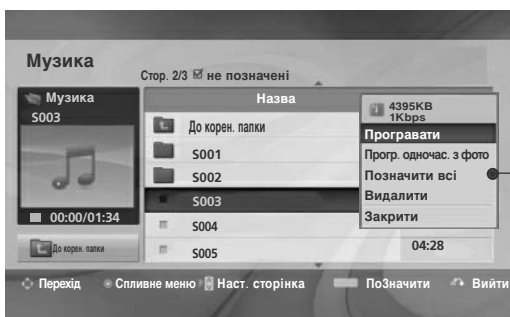 Музика
Стор. 2/3 не позначені
Музика
S003
00:00/01:34
До корен. папки
Назва
До корен. папки
S001
S002
S003
S004
S005
04:28
4395KB
1Kbps
Програвати
Прогр. одночас. з фото
Позначити всі
Видалити
Закрити
Перехід Спливне меню Наст. сторінка ПоЗначити Вийти